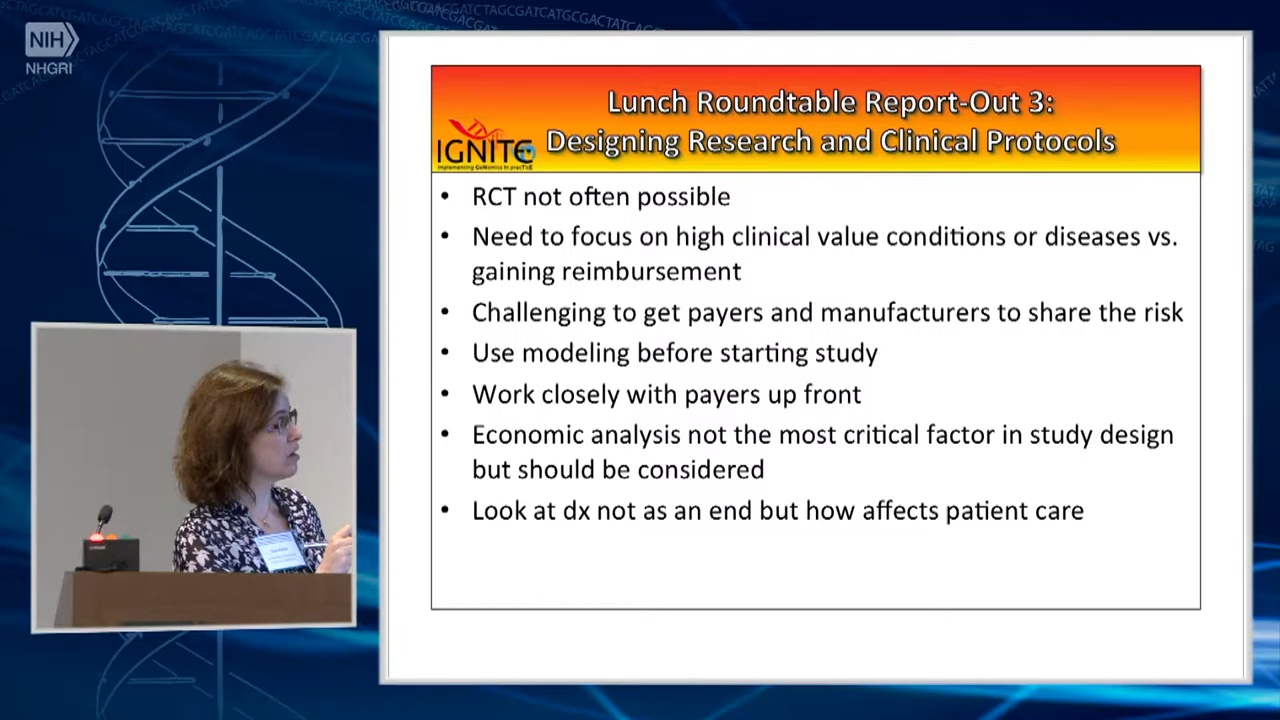 NIH
NHGRI
Lunch Roundtable Report-Out 3:
Designing Research and Clinical Protocols
IGNITE
• RCT not often possible
• Need to focus on high clinical value conditions or diseases vs.
gaining reimbursement
• Challenging to get payers and manufacturers to share the risk
• Use modeling before starting study
• Work closely with payers up front
• Economic analysis not the most critical factor in study design
but should be considered
• Look at dx not as an end but how affects patient care